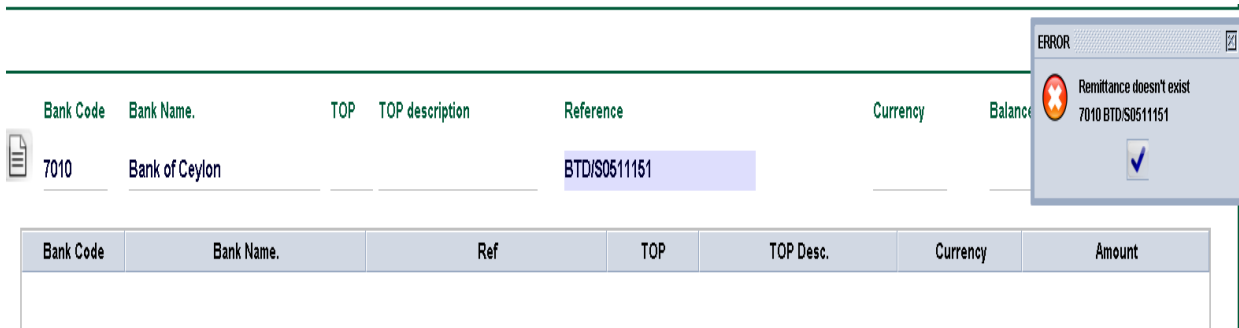 ERROR
Remittance doesn't exist
7010 BTD/S0511151
Bank Code Bank Name. TOP TOP description Reference Currency Balance
7010 Bank of Ceylon BTD/S0511151
Bank Code Bank Name. Ref TOP TOP Desc. Currency Amount